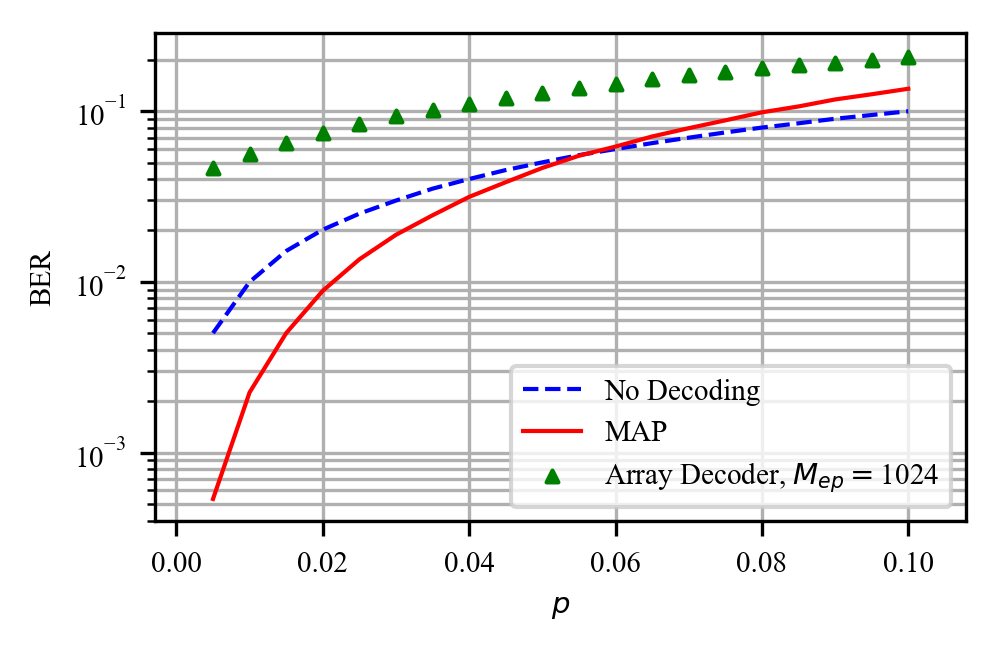 BER
10⁻¹
10⁻²
10⁻³
No Decoding
MAP
Array Decoder, Mₑₚ = 1024
0.00 0.02 0.04 0.06 0.08 0.10
p